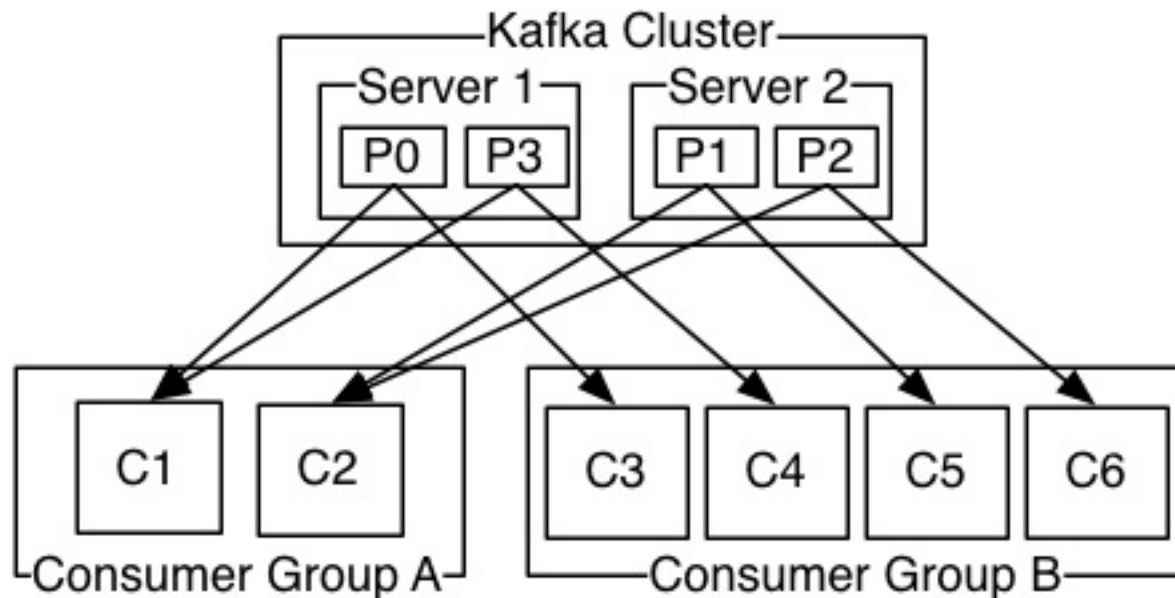 Kafka Cluster
Server 1 Server 2
P0 P3 P1 P2
C1 C2 C3 C4 C5 C6
Consumer Group A Consumer Group B